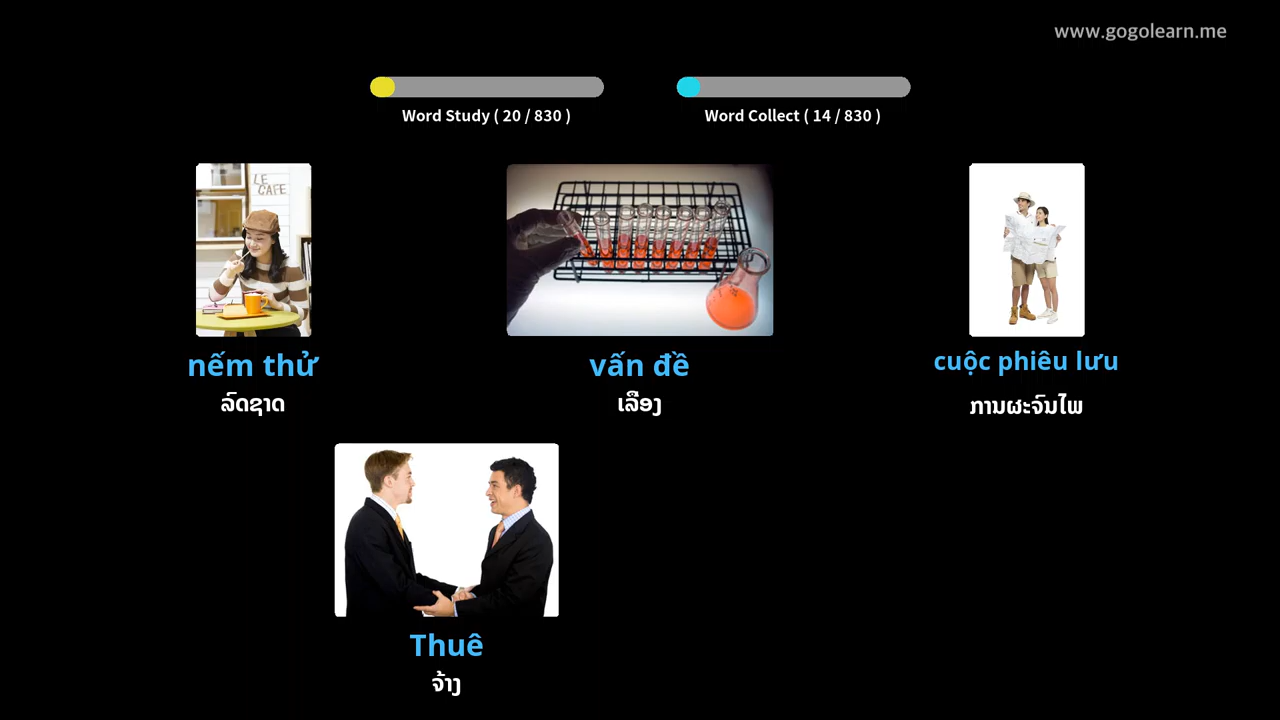 www.gogolearn.me
Word Study ( 20 / 830 )
Word Collect ( 14 / 830 )
LE CAFE
nếm thử
ລົດຊາດ
vấn đề
ເລື່ອງ
cuộc phiêu lưu
ການຜະຈົນໄພ
Thuê
ຈ້າງ